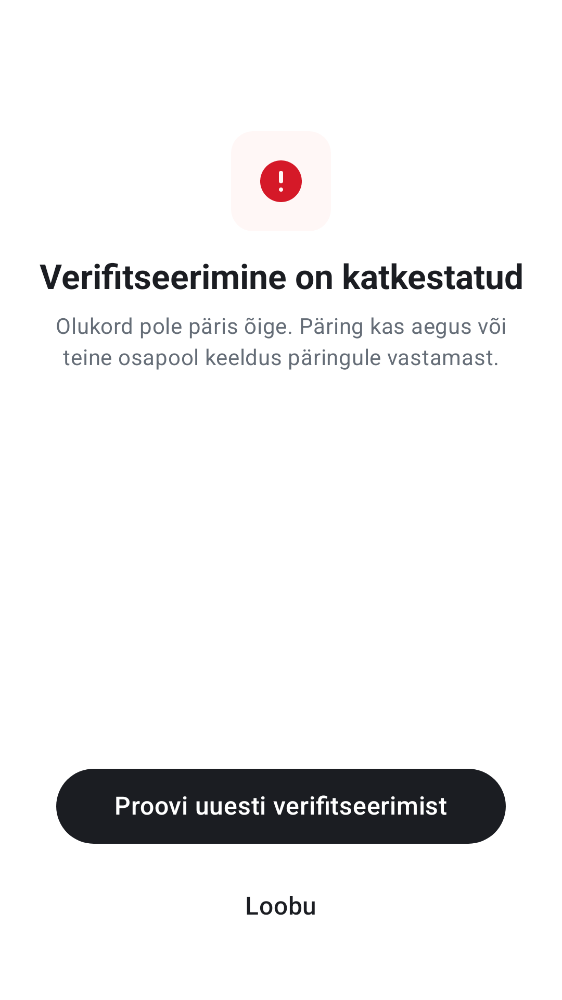 Verifitseerimine on katkestatud
Olukord pole päris õige. Päring kas aegus või
teine osapool keeldus päringule vastamast.
Proovi uuesti verifitseerimist
Loobu